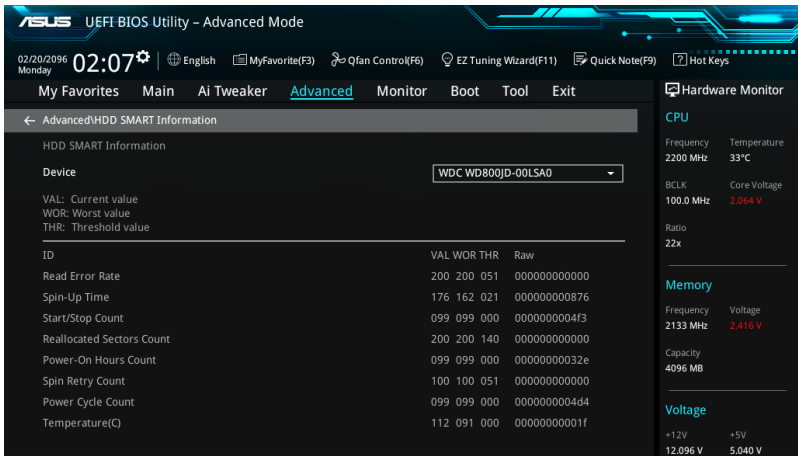 ASUS UEFI BIOS Utility – Advanced Mode
02/20/2096 Monday 02:07 English MyFavorite(F3) Qfan Control(F6) EZ Tuning Wizard(F11) Quick Note(F9) ? Hot Keys
My Favorites Main Ai Tweaker Advanced Monitor Boot Tool Exit
← Advanced\HDD SMART Information
HDD SMART Information
Device WDC WD800JD-00LSA0
VAL: Current value
WOR: Worst value
THR: Threshold value
ID VAL WOR THR Raw
Read Error Rate 200 200 051 000000000000
Spin-Up Time 176 162 021 000000000876
Start/Stop Count 099 099 000 0000000004f3
Reallocated Sectors Count 200 200 140 000000000000
Power-On Hours Count 099 099 000 00000000032e
Spin Retry Count 100 100 051 000000000000
Power Cycle Count 099 099 000 0000000004d4
Temperature(C) 112 091 000 00000000001f
Hardware Monitor
CPU
Frequency Temperature
2200 MHz 33°C
BCLK Core Voltage
100.0 MHz 2.064 V
Ratio
22x
Memory
Frequency Voltage
2133 MHz 2.416 V
Capacity
4096 MB
Voltage
+12V +5V
12.096 V 5.040 V